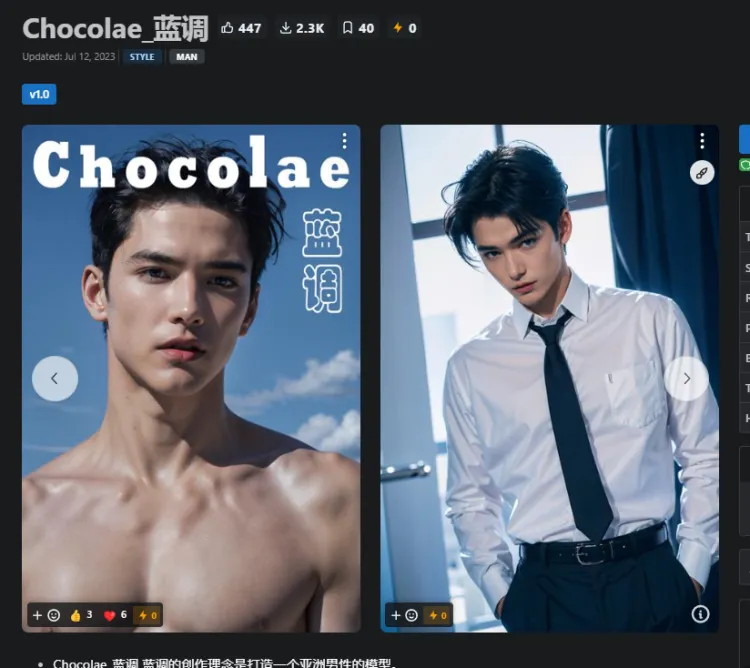 Chocolae_蓝调 447 2.3K 40 0
Updated: Jul 12, 2023 STYLE MAN
v1.0
Chocolae
蓝
调
3 6 0
0
Chocolae_蓝调 蓝调的创作理念是打造一个亚洲男性的模型。